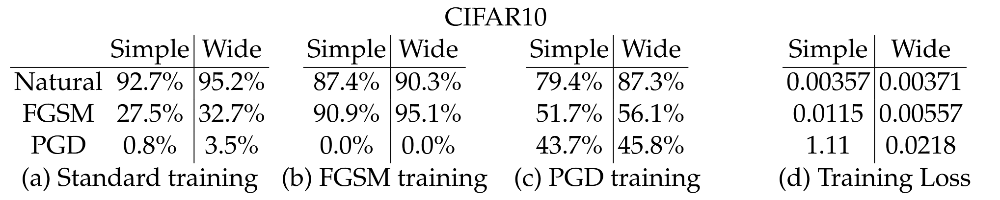 CIFAR10
Simple Wide Simple Wide Simple Wide Simple Wide
Natural 92.7% 95.2% 87.4% 90.3% 79.4% 87.3% 0.00357 0.00371
FGSM 27.5% 32.7% 90.9% 95.1% 51.7% 56.1% 0.0115 0.00557
PGD 0.8% 3.5% 0.0% 0.0% 43.7% 45.8% 1.11 0.0218
(a) Standard training (b) FGSM training (c) PGD training (d) Training Loss